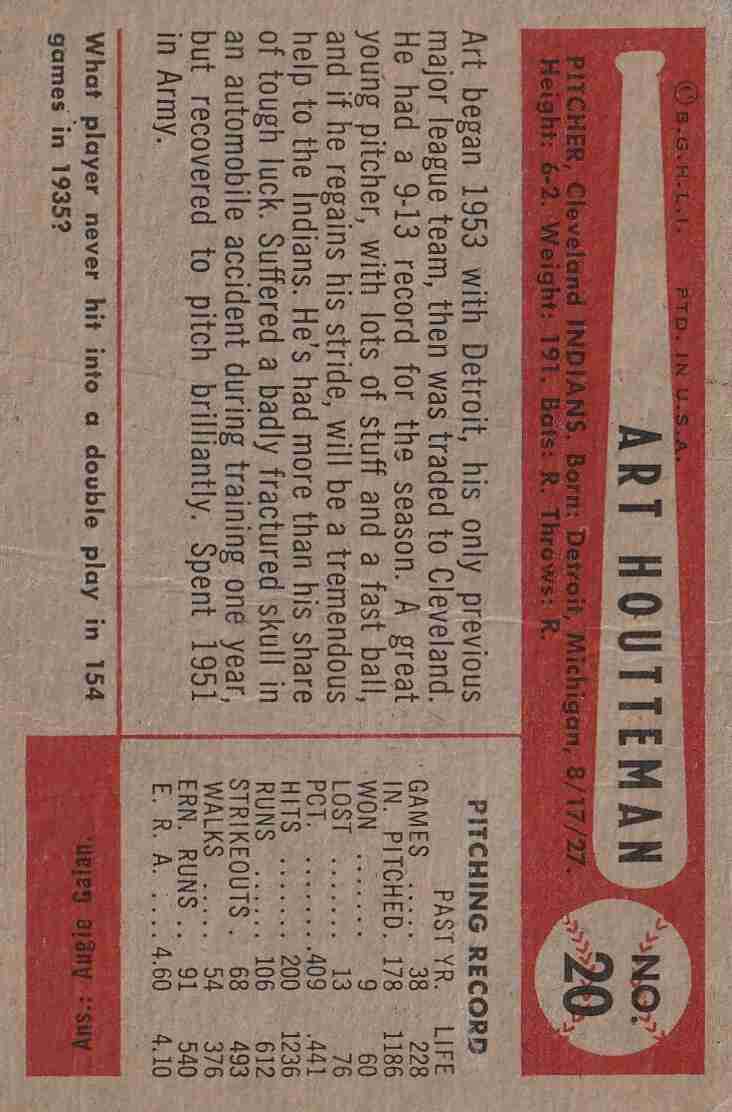 © B.G.H.L.I. PTD. IN U.S.A.
ART HOUTTEMAN
NO.
20
PITCHER, Cleveland INDIANS. Born: Detroit, Michigan, 8/17/27.
Height: 6-2. Weight: 191. Bats: R. Throws: R.
Art began 1953 with Detroit, his only previous
major league team, then was traded to Cleveland.
He had a 9-13 record for the season. A great
young pitcher, with lots of stuff and a fast ball,
and if he regains his stride, will be a tremendous
help to the Indians. He's had more than his share
of tough luck. Suffered a badly fractured skull in
an automobile accident during training one year,
but recovered to pitch brilliantly. Spent 1951
in Army.
PITCHING RECORD
PAST YR. LIFE
GAMES ...... 38 228
IN. PITCHED. 178 1186
WON ....... 9 60
LOST ....... 13 76
PCT. ........409 .441
HITS ....... 200 1236
RUNS ...... 106 612
STRIKEOUTS . 68 493
WALKS ..... 54 376
ERN. RUNS .. 91 540
E. R. A. .... 4.60 4.10
What player never hit into a double play in 154
games in 1935?
Ans:: Augie Galan.